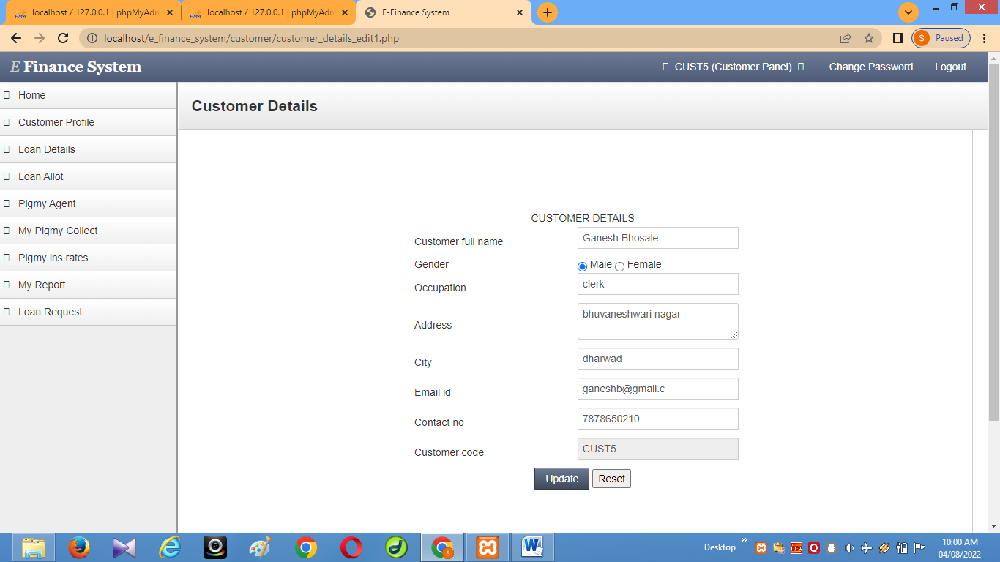 localhost / 127.0.0.1 | phpMyAdm
localhost / 127.0.0.1 | phpMyAdm
E-Finance System
localhost/e_finance_system/customer/customer_details_edit1.php
S Paused
E Finance System
CUST5 (Customer Panel)
Change Password
Logout
Home
Customer Profile
Loan Details
Loan Allot
Pigmy Agent
My Pigmy Collect
Pigmy ins rates
My Report
Loan Request
Customer Details
CUSTOMER DETAILS
Customer full name Ganesh Bhosale
Gender Male Female
Occupation clerk
Address bhuvaneshwari nagar
City dharwad
Email id ganeshb@gmail.c
Contact no 7878650210
Customer code CUST5
Update Reset
Desktop
10:00 AM
04/08/2022